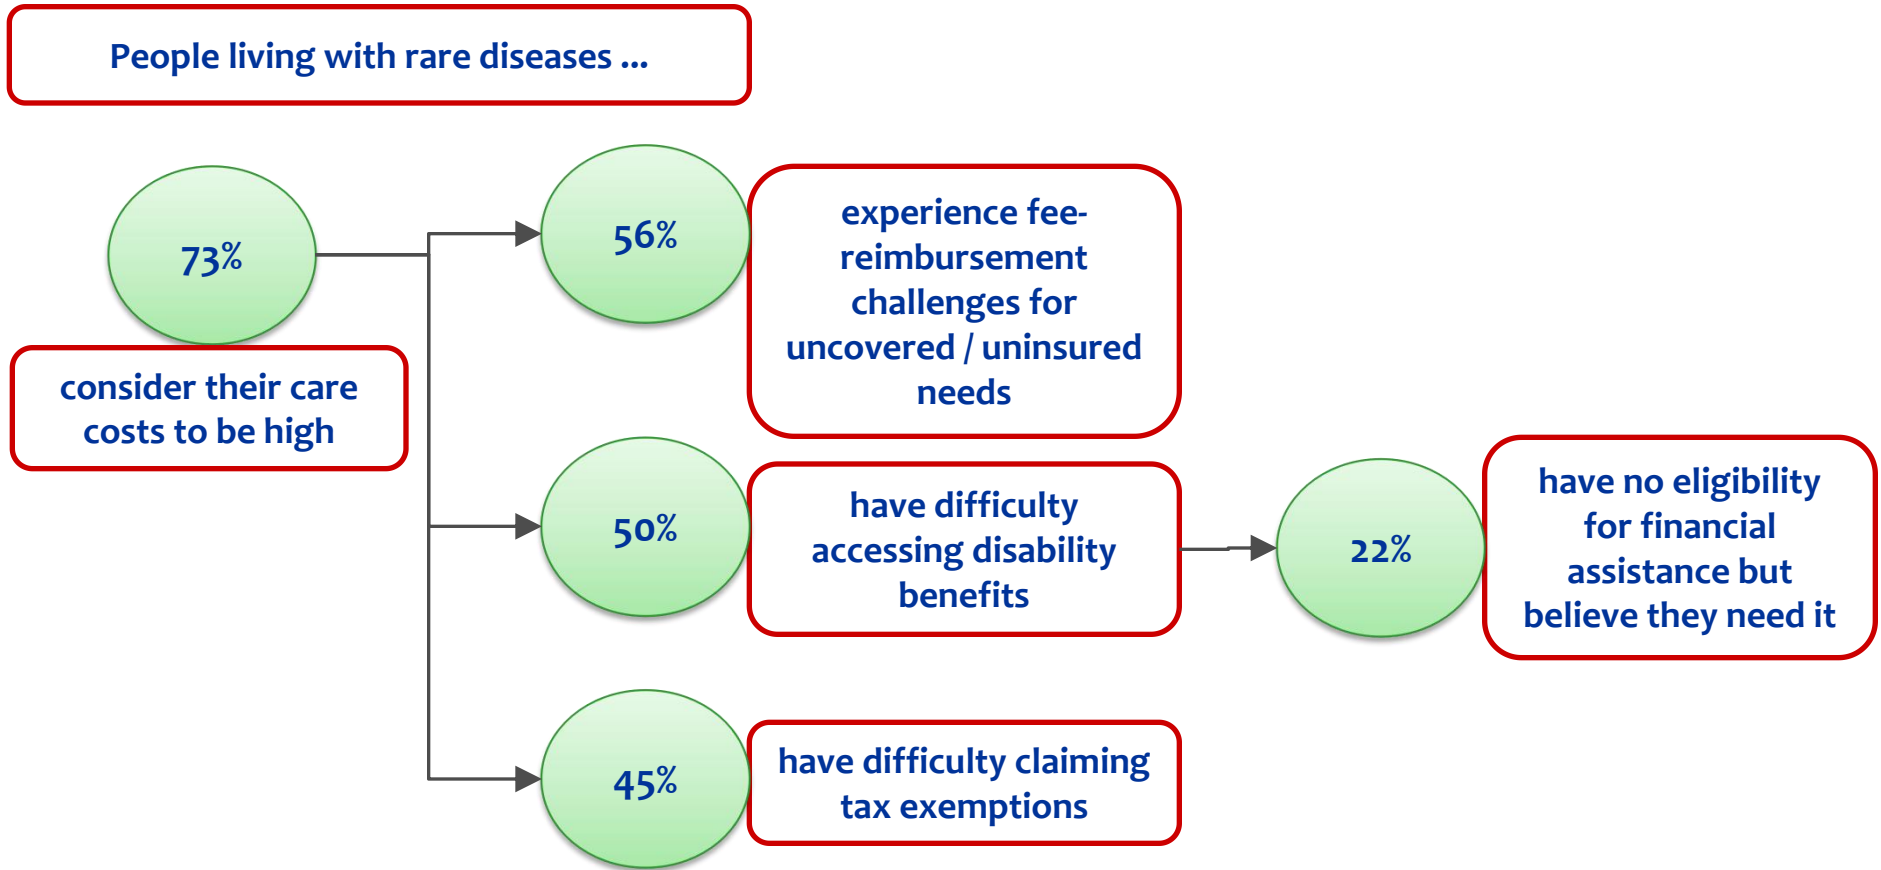 People living with rare diseases ...
73%
consider their care
costs to be high
56%
experience fee-
reimbursement
challenges for
uncovered / uninsured
needs
50%
have difficulty
accessing disability
benefits
22%
have no eligibility
for financial
assistance but
believe they need it
45%
have difficulty claiming
tax exemptions